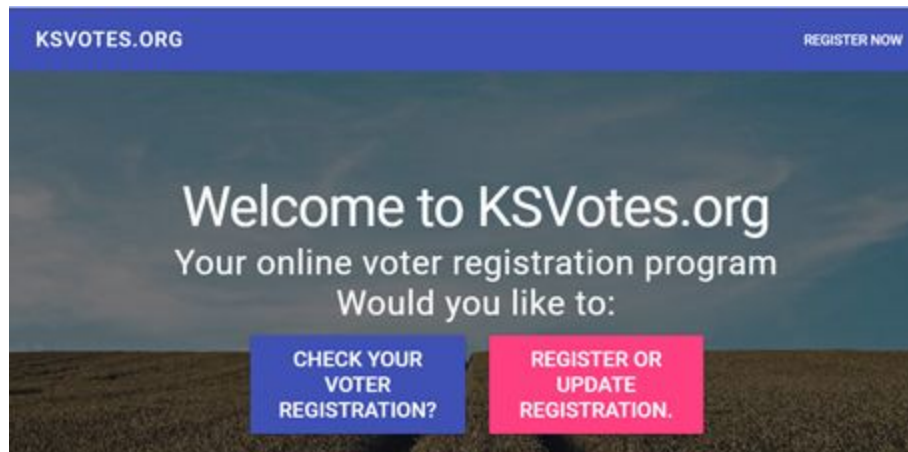 KSVOTES.ORG
REGISTER NOW
Welcome to KSVotes.org
Your online voter registration program
Would you like to:
CHECK YOUR
VOTER
REGISTRATION?
REGISTER OR
UPDATE
REGISTRATION.